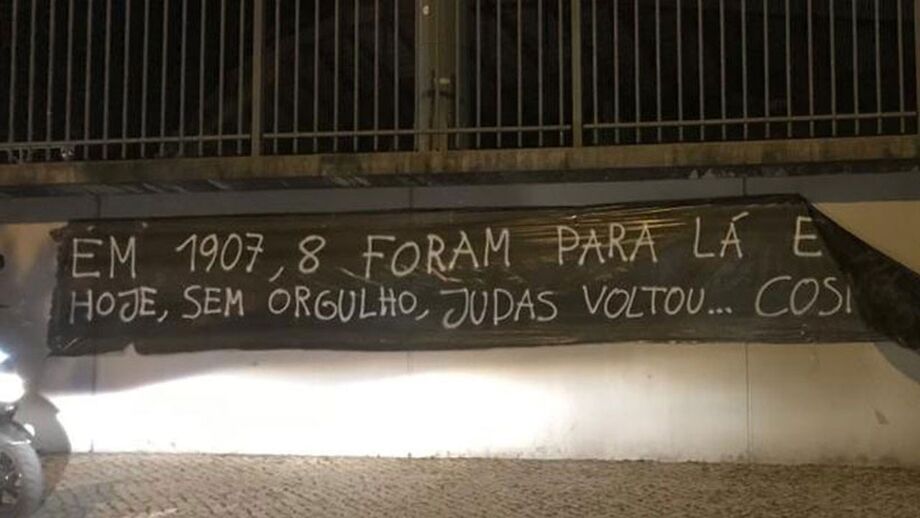 EM 1907, 8 FORAM PARA LÁ E
HOJE, SEM ORGULHO, JUDAS VOLTOU...